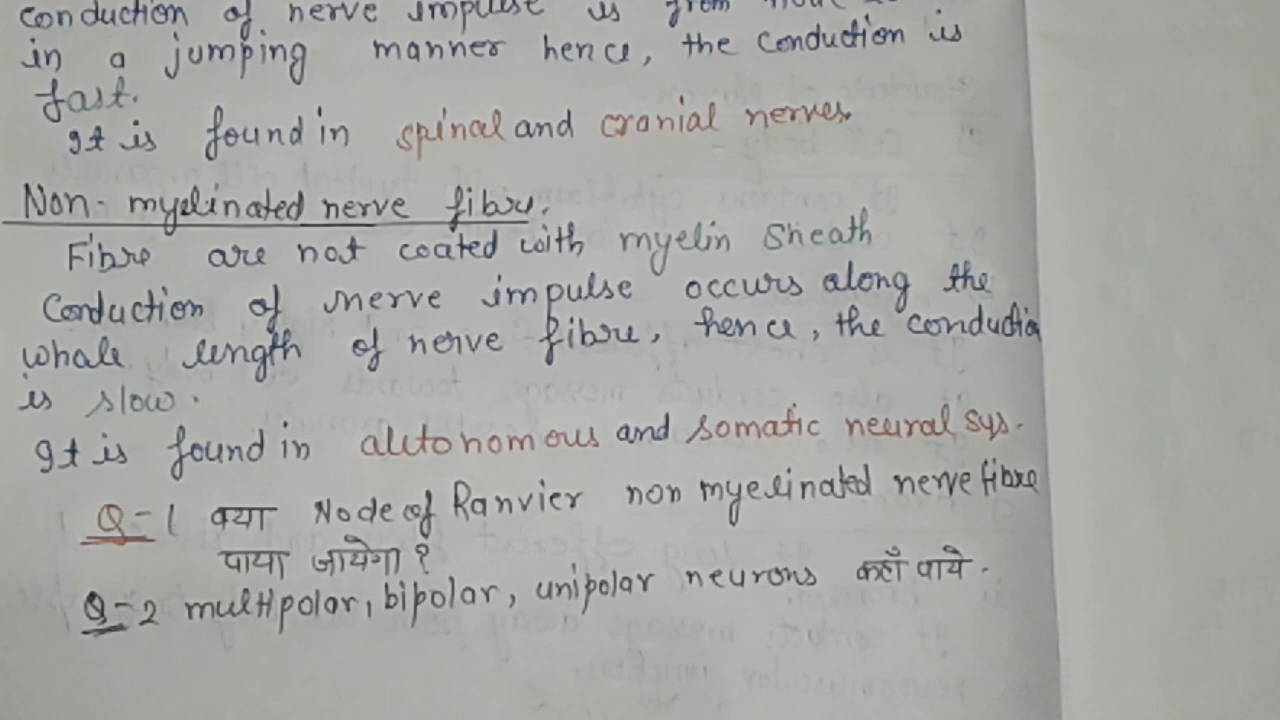 conduction of nerve impulse is from
in a jumping manner hence, the conduction is
fast.
It is found in spinal and cranial nerves.
Non-myelinated nerve fibre.
Fibre are not coated with myelin sheath
Conduction of nerve impulse occurs along the
whale length of nerve fibre, hence, the conduction
is slow.
It is found in autonomous and somatic neural sys.
Q-1 क्या Node of Ranvier non myelinated nerve fibre
पाया जायेगा ?
Q-2 multipolar, bipolar, unipolar neurons कहाँ पाये.